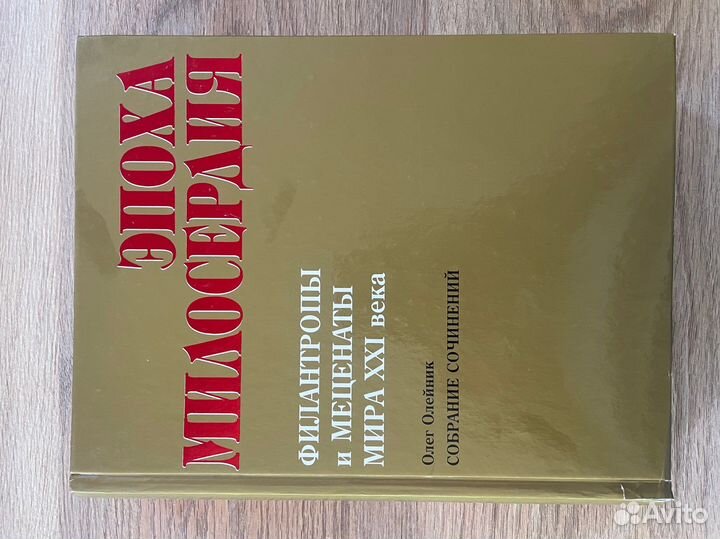 ЭПОХА
МИЛОСЕРДИЯ
ФИЛАНТРОПЫ
и МЕЦЕНАТЫ
МИРА XXI века
Олег Олейник
СОБРАНИЕ СОЧИНЕНИЙ
Avito